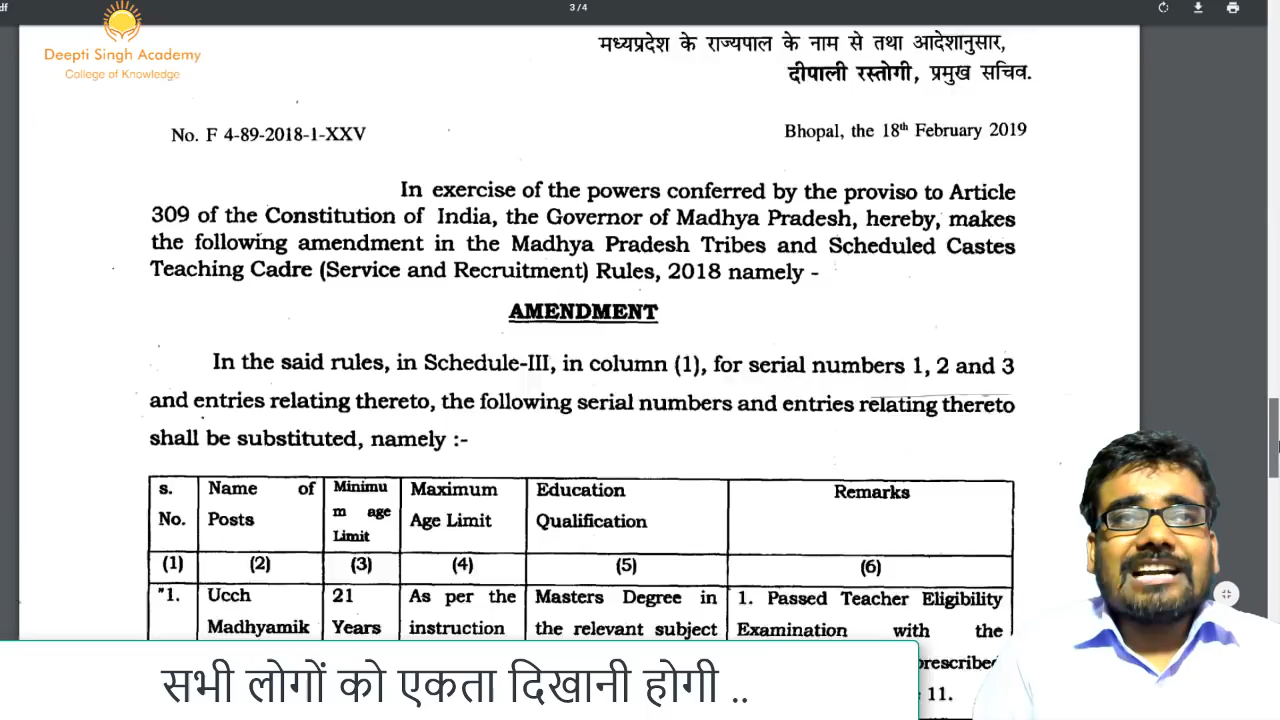 df
3 / 4
Deepti Singh Academy
College of Knowledge
मध्यप्रदेश के राज्यपाल के नाम से तथा आदेशानुसार,
दीपाली रस्तोगी, प्रमुख सचिव.
No. F 4-89-2018-1-XXV
Bhopal, the 18th February 2019
In exercise of the powers conferred by the proviso to Article
309 of the Constitution of India, the Governor of Madhya Pradesh, hereby, makes
the following amendment in the Madhya Pradesh Tribes and Scheduled Castes
Teaching Cadre (Service and Recruitment) Rules, 2018 namely -
AMENDMENT
In the said rules, in Schedule-III, in column (1), for serial numbers 1, 2 and 3
and entries relating thereto, the following serial numbers and entries relating thereto
shall be substituted, namely :-
s. No.
Name of Posts
Minimu m age Limit
Maximum Age Limit
Education Qualification
Remarks
(1) (2) (3) (4) (5) (6)
"1.
Ucch Madhyamik
21 Years
As per the instruction
Masters Degree in the relevant subject
1. Passed Teacher Eligibility
Examination with the
prescribed
11.
सभी लोगों को एकता दिखानी होगी ..